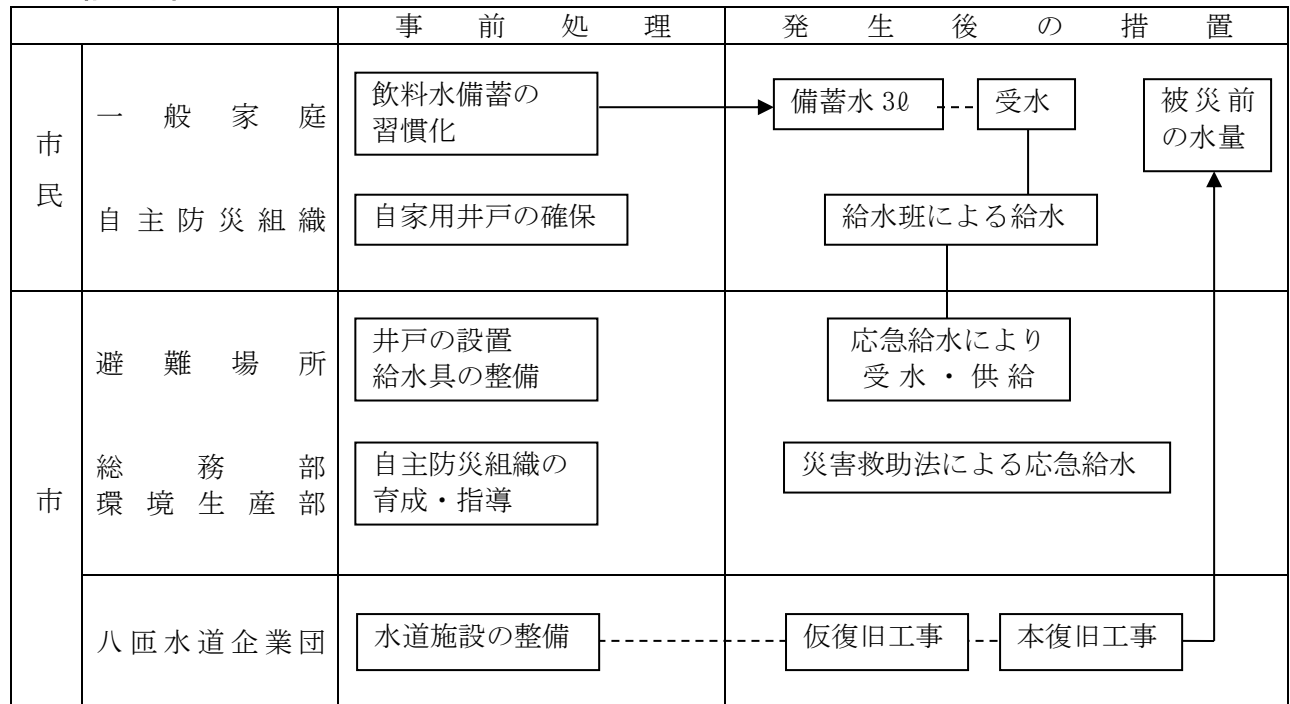 事前処理
発生後の措置
市民
一般家庭
飲料水備蓄の
習慣化
備蓄水 3ℓ
受水
被災前
の水量
自主防災組織
自家用井戸の確保
給水班による給水
市
避難場所
井戸の設置
給水具の整備
応急給水により
受水・供給
総務部
環境生産部
自主防災組織の
育成・指導
災害救助法による応急給水
八匝水道企業団
水道施設の整備
仮復旧工事
本復旧工事